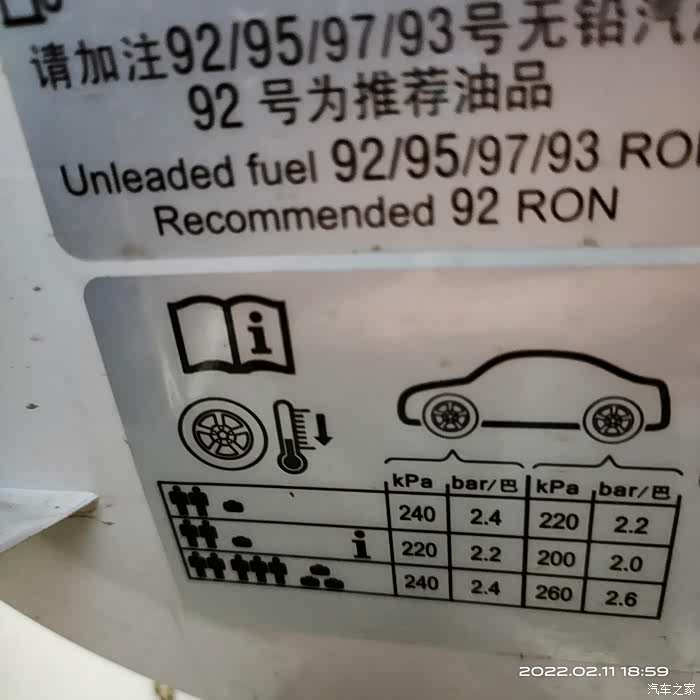 请加注92/95/97/93号无铅汽
92 号为推荐油品
Unleaded fuel 92/95/97/93 RO
Recommended 92 RON
i
kPa bar/巴 kPa bar/巴
240 2.4 220 2.2
i 220 2.2 200 2.0
240 2.4 260 2.6
2022.02.11 18:59
汽车之家